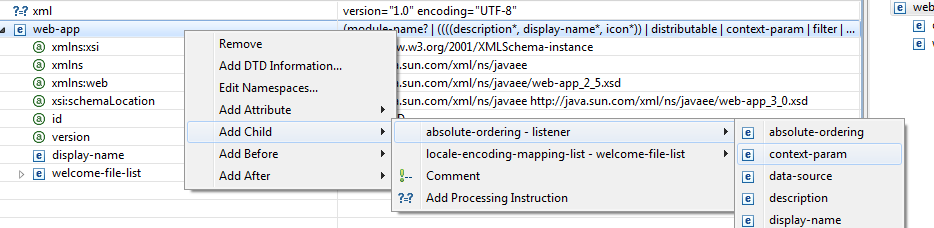 xml version="1.0" encoding="UTF-8"
web-app (module-name? | ((((description*, display-name*, icon*)) | distributable | context-param | filter | ...
xmlns:xsi w.w3.org/2001/XMLSchema-instance
xmlns .sun.com/xml/ns/javaee
xmlns:web .sun.com/xml/ns/javaee/web-app_2_5.xsd
xsi:schemaLocation .sun.com/xml/ns/javaee http://java.sun.com/xml/ns/javaee/web-app_3_0.xsd
id
version
display-name
welcome-file-list
Remove
Add DTD Information...
Edit Namespaces...
Add Attribute
Add Child
Add Before
Add After
absolute-ordering - listener
locale-encoding-mapping-list - welcome-file-list
Comment
Add Processing Instruction
absolute-ordering
context-param
data-source
description
display-name
web